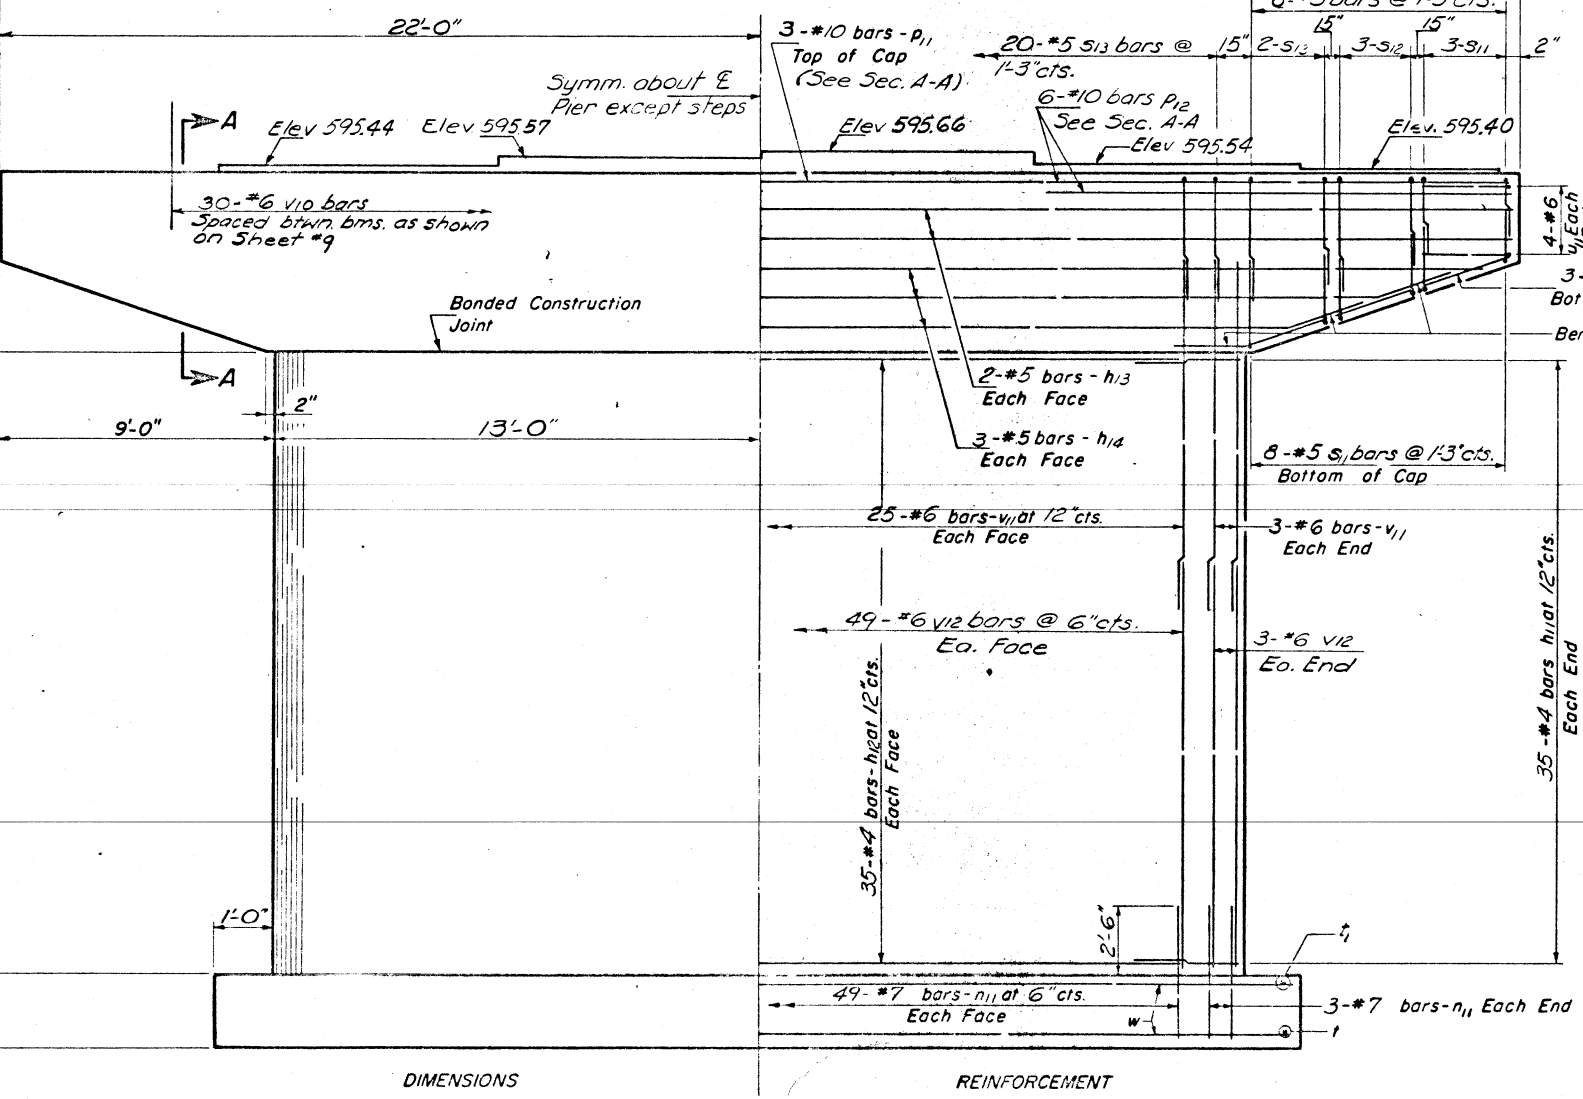 22'-0"
3-#10 bars - p11
Top of Cap
(See Sec. A-A)
20-#5 s13 bars @
1'-3"cts.
15"
2-s13
15"
3-s12
15"
3-s11
2"
Symm. about ℄
Pier except steps
6-#10 bars p12
See Sec. A-A
A
Elev 595.44
Elev 595.57
Elev 595.66
Elev 595.54
Elev. 595.40
30-#6 v10 bars
Spaced btwn. bms. as shown
on Sheet #9
4-#6
Each
Bonded Construction
Joint
A
2-#5 bars - h13
Each Face
3-#5 bars - h14
Each Face
2"
9'-0"
13'-0"
8-#5 s11 bars @ 1'-3"cts.
Bottom of Cap
25-#6 bars-v11 at 12"cts.
Each Face
3-#6 bars-v11
Each End
49-#6 v12 bars @ 6"cts.
Ea. Face
3-#6 v12
Ea. End
35-#4 bars-h12 at 12"cts.
Each Face
35-#4 bars h11 at 12"cts.
Each End
1'-0"
2'-6"
t1
49-#7 bars-n11 at 6"cts.
Each Face
w
3-#7 bars-n11 Each End
t
DIMENSIONS
REINFORCEMENT